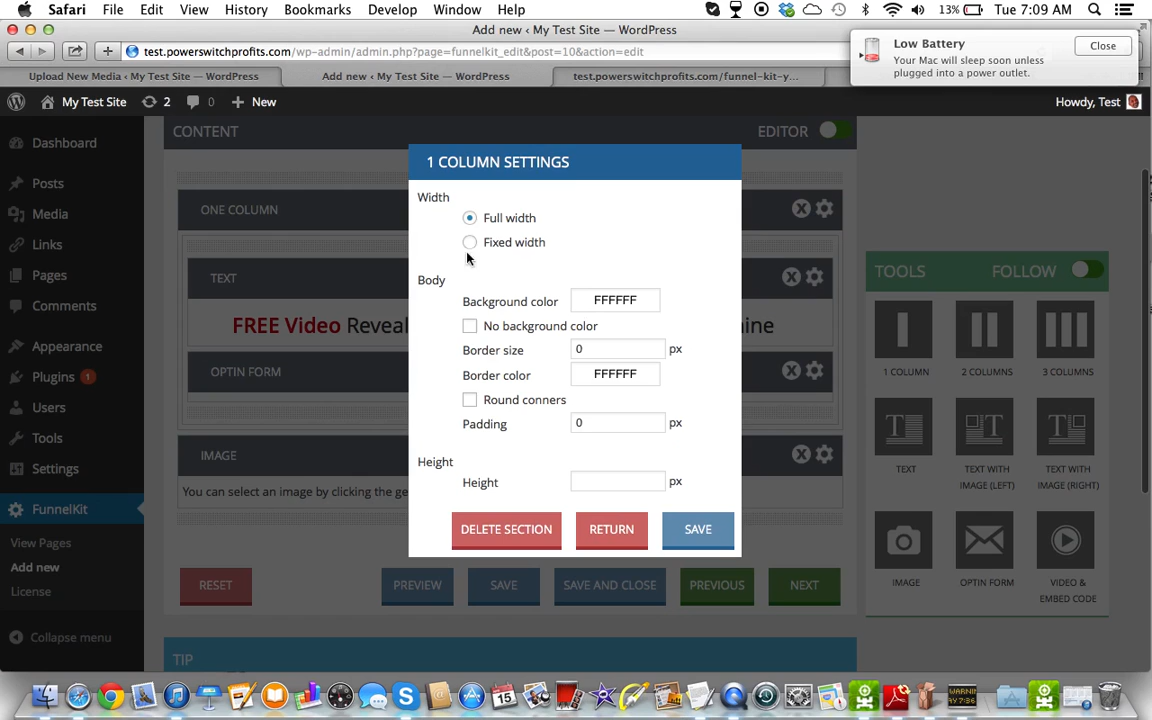 Safari File Edit View History Bookmarks Develop Window Help 13% Tue 7:09 AM
Add new ‹ My Test Site — WordPress
test.powerswitchprofits.com/wp-admin/admin.php?page=funnelkit_edit&post=10&action=edit
Upload New Media ‹ My Test Site — WordPress Add new ‹ My Test Site — WordPress test.powerswitchprofits.com/funnel-kit-y...
Low Battery
Your Mac will sleep soon unless
plugged into a power outlet.
Close
My Test Site 2 0 New Howdy, Test
Dashboard
Posts
Media
Links
Pages
Comments
Appearance
Plugins 1
Users
Tools
Settings
FunnelKit
View Pages
Add new
License
Collapse menu
CONTENT EDITOR
ONE COLUMN
TEXT
FREE Video Reveal
OPTIN FORM
IMAGE
You can select an image by clicking the ge
RESET PREVIEW SAVE SAVE AND CLOSE PREVIOUS NEXT
TIP
1 COLUMN SETTINGS
Width
Full width
Fixed width
Body
Background color FFFFFF
No background color
Border size 0 px
Border color FFFFFF
Round conners
Padding 0 px
Height
Height px
DELETE SECTION RETURN SAVE
TOOLS FOLLOW
1 COLUMN 2 COLUMNS 3 COLUMNS
TEXT TEXT WITH IMAGE (LEFT) TEXT WITH IMAGE (RIGHT)
IMAGE OPTIN FORM VIDEO & EMBED CODE